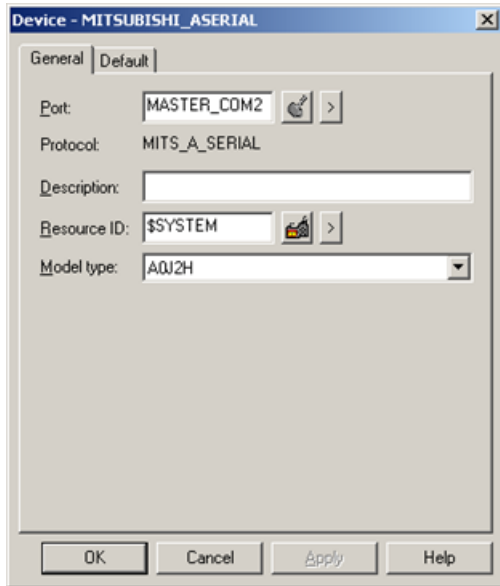 Device - MITSUBISHI_ASERIAL
General Default
Port: MASTER_COM2 >
Protocol: MITS_A_SERIAL
Description:
Resource ID: $SYSTEM >
Model type: A0J2H
OK Cancel Apply Help